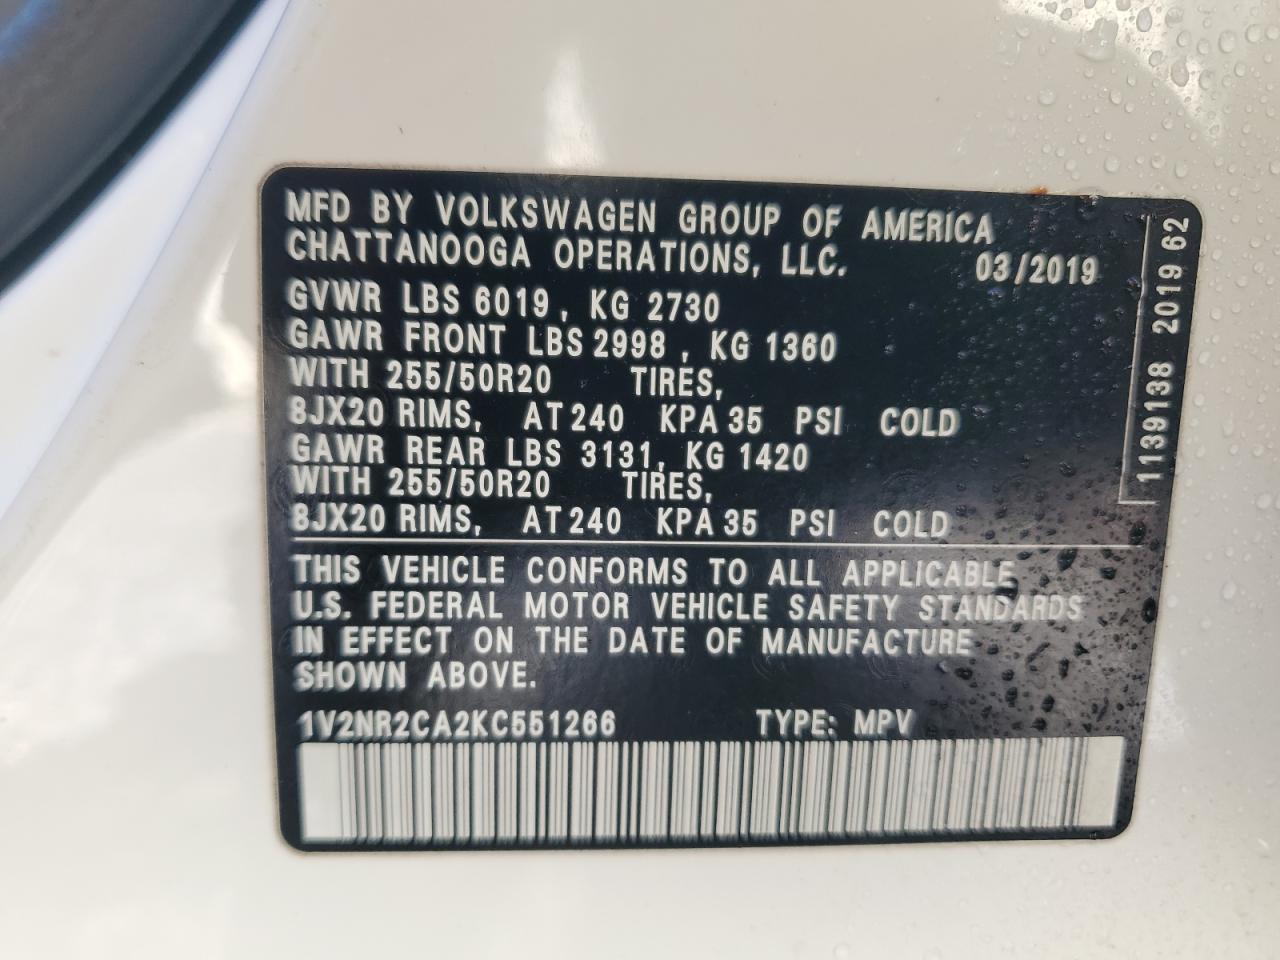 MFD BY VOLKSWAGEN GROUP OF AMERICA
CHATTANOOGA OPERATIONS, LLC. 03/2019
GVWR LBS 6019, KG 2730
GAWR FRONT LBS 2998, KG 1360
WITH 255/50R20 TIRES,
8JX20 RIMS, AT 240 KPA 35 PSI COLD
GAWR REAR LBS 3131, KG 1420
WITH 255/50R20 TIRES,
8JX20 RIMS, AT 240 KPA 35 PSI COLD
THIS VEHICLE CONFORMS TO ALL APPLICABLE
U.S. FEDERAL MOTOR VEHICLE SAFETY STANDARDS
IN EFFECT ON THE DATE OF MANUFACTURE
SHOWN ABOVE.
1V2NR2CA2KC551266 TYPE: MPV
1139138 2019 62